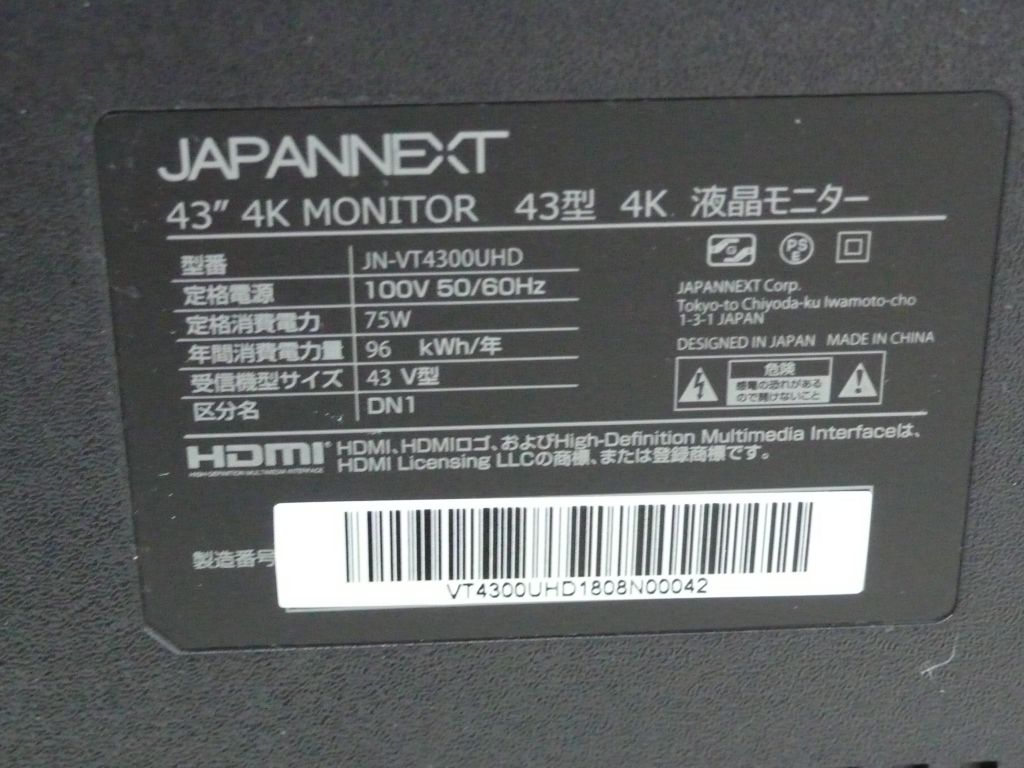 JAPANNEXT
43" 4K MONITOR 43型 4K 液晶モニター
型番 JN-VT4300UHD
定格電源 100V 50/60Hz
定格消費電力 75W
年間消費電力量 96 kWh/年
受信機型サイズ 43 V型
区分名 DN1
PS
E
JAPANNEXT Corp.
Tokyo-to Chiyoda-ku Iwamoto-cho
1-3-1 JAPAN
DESIGNED IN JAPAN MADE IN CHINA
危険
感電の恐れがある
ので開けないこと
HDMI
HIGH-DEFINITION MULTIMEDIA INTERFACE
HDMI、HDMIロゴ、およびHigh-Definition Multimedia Interfaceは、
HDMI Licensing LLCの商標、または登録商標です。
製造番号
VT4300UHD1808N00042